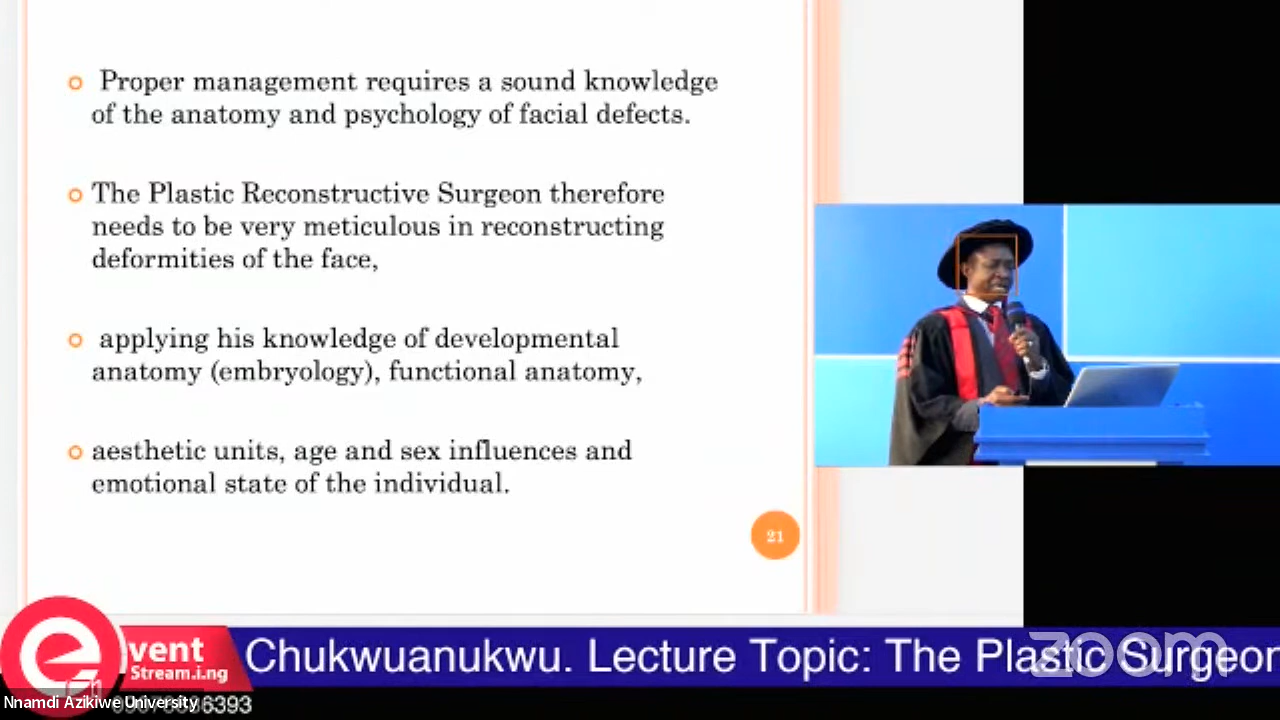 Proper management requires a sound knowledge
of the anatomy and psychology of facial defects.
The Plastic Reconstructive Surgeon therefore
needs to be very meticulous in reconstructing
deformities of the face,
applying his knowledge of developmental
anatomy (embryology), functional anatomy,
aesthetic units, age and sex influences and
emotional state of the individual.
21
event
Stream.i.ng
Chukwuanukwu. Lecture Topic: The Plastic Surgeon
zoom
Nnamdi Azikiwe University